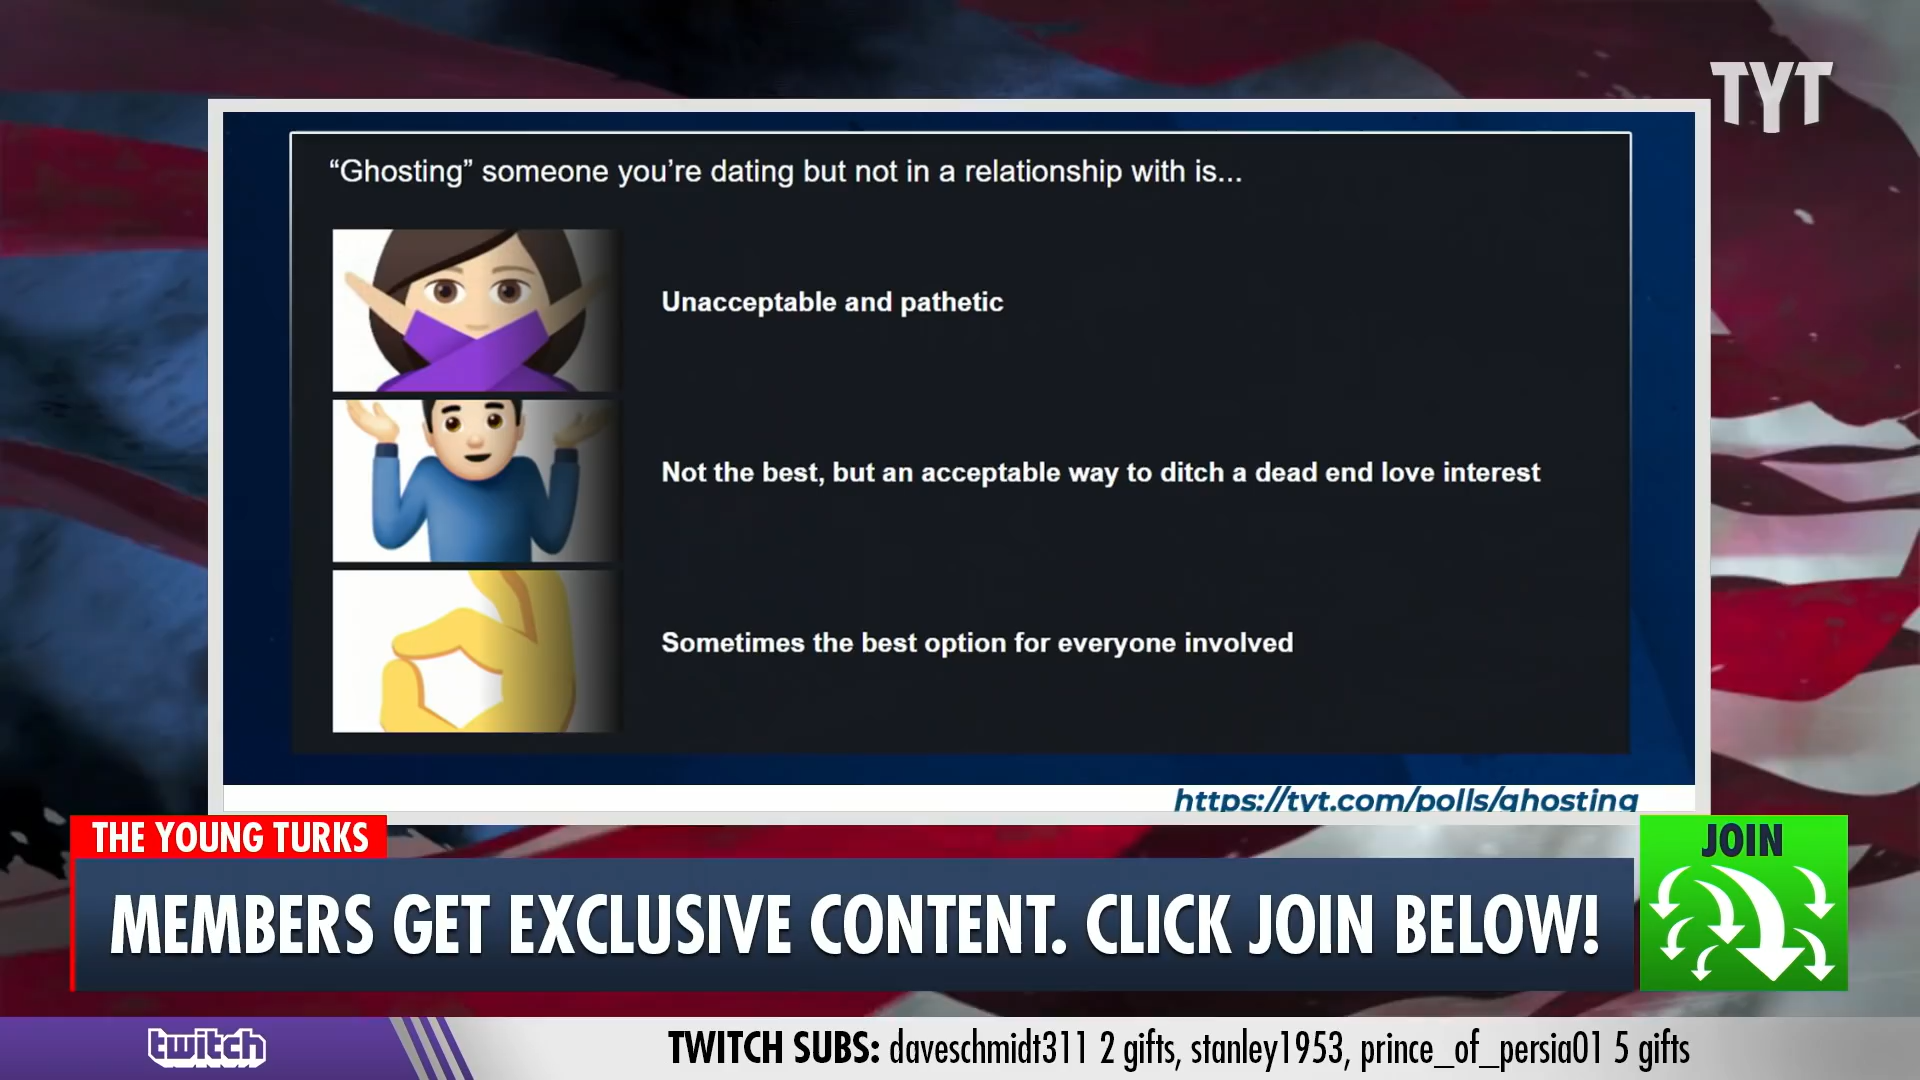 TYT
“Ghosting” someone you’re dating but not in a relationship with is...
Unacceptable and pathetic
Not the best, but an acceptable way to ditch a dead end love interest
Sometimes the best option for everyone involved
https://tyt.com/polls/ghosting
THE YOUNG TURKS
JOIN
MEMBERS GET EXCLUSIVE CONTENT. CLICK JOIN BELOW!
twitch
TWITCH SUBS: daveschmidt311 2 gifts, stanley1953, prince_of_persia01 5 gifts